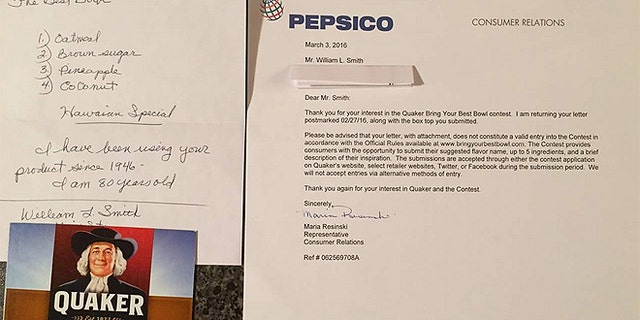 The Best Bowl
1) Oatmeal
2) Brown sugar
3) Pineapple
4) Coconut
Hawaiian Special
I have been using your
product since 1946-
I am 80 years old
William L Smith
QUAKER
PEPSICO
CONSUMER RELATIONS
March 3, 2016
Mr. William L. Smith
Dear Mr. Smith:
Thank you for your interest in the Quaker Bring Your Best Bowl contest. I am returning your letter
postmarked 02/27/16, along with the box top you submitted.
Please be advised that your letter, with attachment, does not constitute a valid entry into the Contest in
accordance with the Official Rules available at www.bringyourbestbowl.com. The Contest provides
consumers with the opportunity to submit their suggested flavor name, up to 5 ingredients, and a brief
description of their inspiration. The submissions are accepted through either the contest application
on Quaker's website, select retailer websites, Twitter, or Facebook during the submission period. We
will not accept entries via alternative methods of entry.
Thank you again for your interest in Quaker and the Contest.
Sincerely,
Maria Resinski
Maria Resinski
Representative
Consumer Relations
Ref # 062569708A